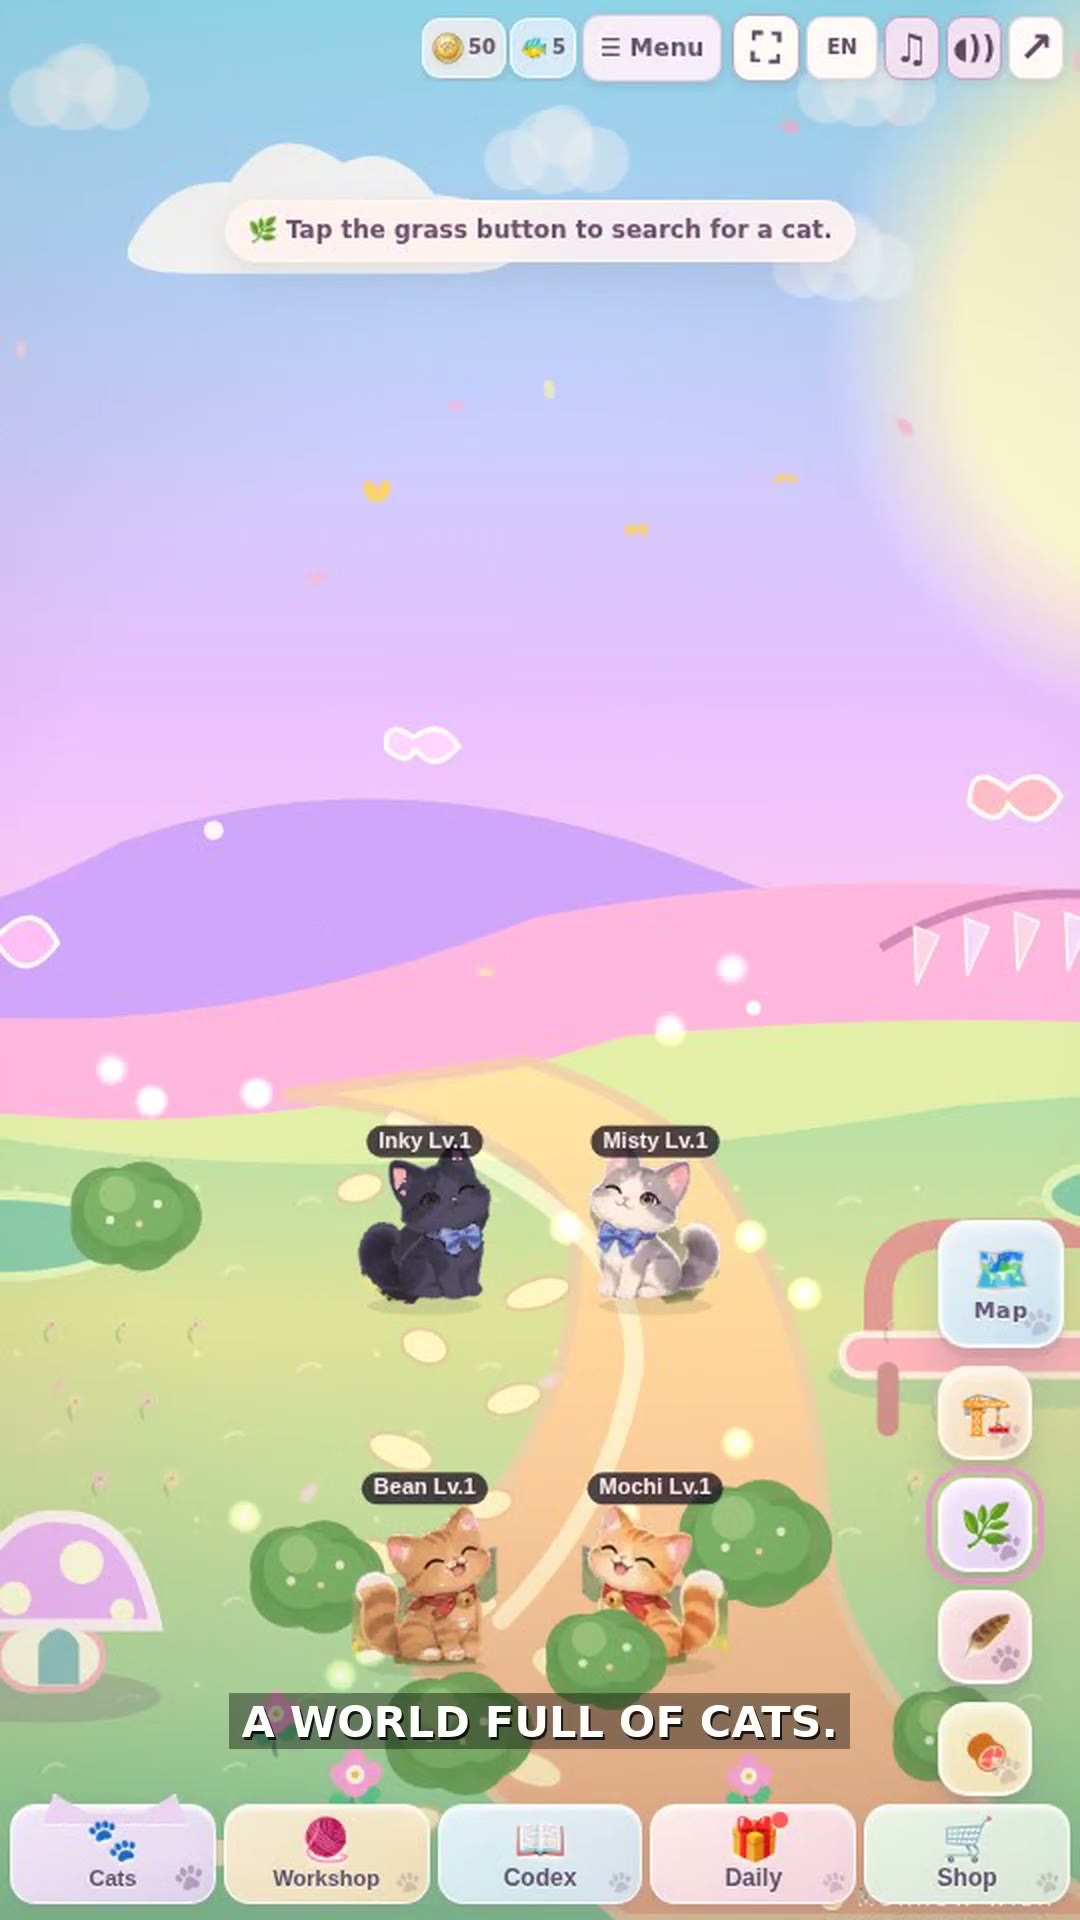 50
5
☰ Menu
EN
Tap the grass button to search for a cat.
Inky Lv.1
Misty Lv.1
Map
Bean Lv.1
Mochi Lv.1
A WORLD FULL OF CATS.
Cats
Workshop
Codex
Daily
Shop